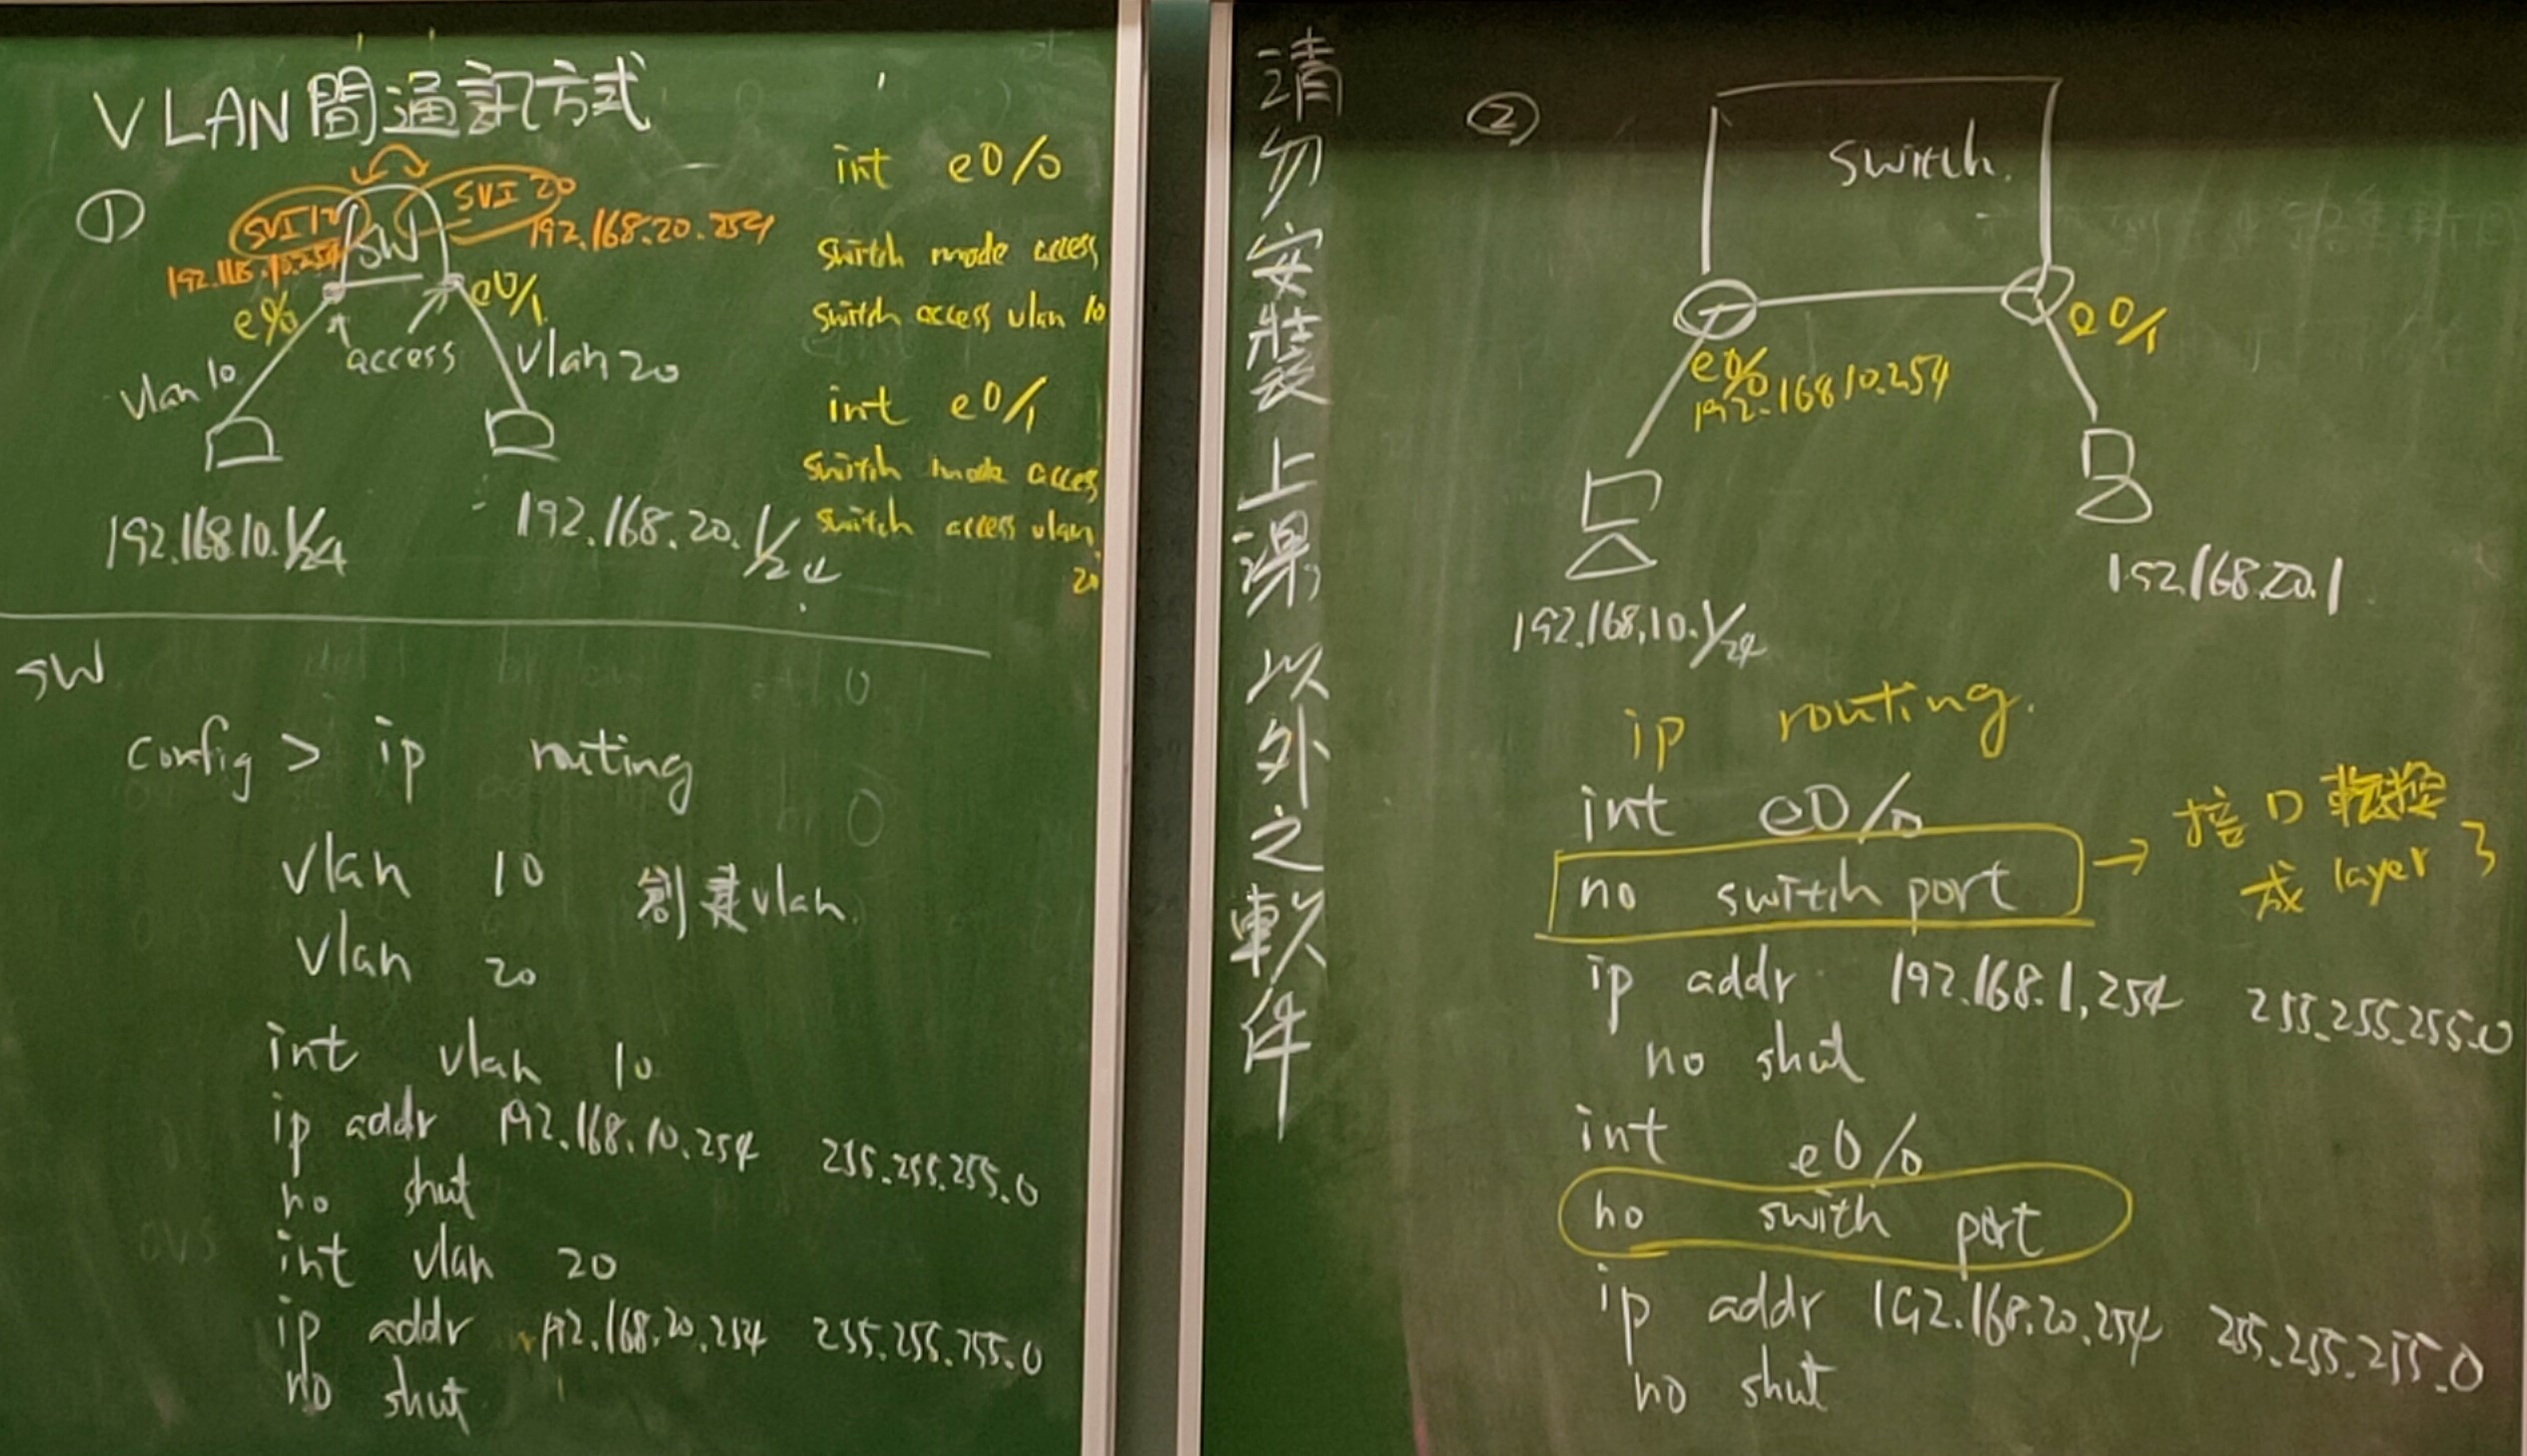 VLAN間通訊方式
①
SVI 20
192.168.20.254
SW
e0/0
e0/1
access
vlan 10
vlan 20
192.168.10.1/24
192.168.20.1/24
int e0/0
switch mode access
switch access vlan 10
int e0/1
switch mode acces
switch access vlan
20
SW
config > ip routing
vlan 10 創建vlan
vlan 20
int vlan 10
ip addr 192.168.10.254 255.255.255.0
no shut
int vlan 20
ip addr 192.168.20.254 255.255.255.0
no shut
請勿安裝上課以外之軟件
②
switch.
e0/0
192.168 10.254
e0/1
192.168.10.1/24
192.168.20.1
ip routing.
int e0/0
no switch port → 接口轉換
成 layer 3
ip addr 192.168.1.254 255.255.255.0
no shut
int e0/0
no swith port
ip addr 192.168.20.254 255.255.255.0
no shut